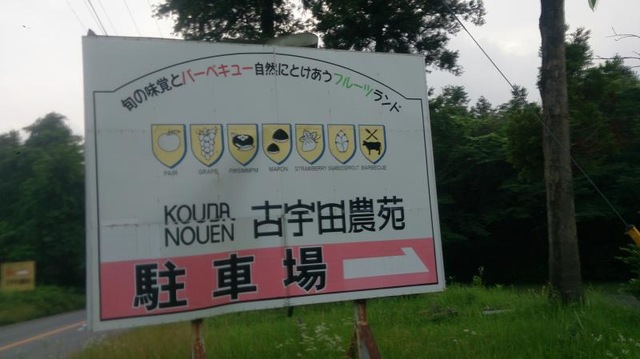 旬の味覚とバーベキュー自然にとけあうフルーツランド
PAIR GRAPE PIRSIMMPM MARON STRAWBERRY BAMBOOSPROUT BARBECUE
KOUDA NOUEN 古宇田農苑
駐車場